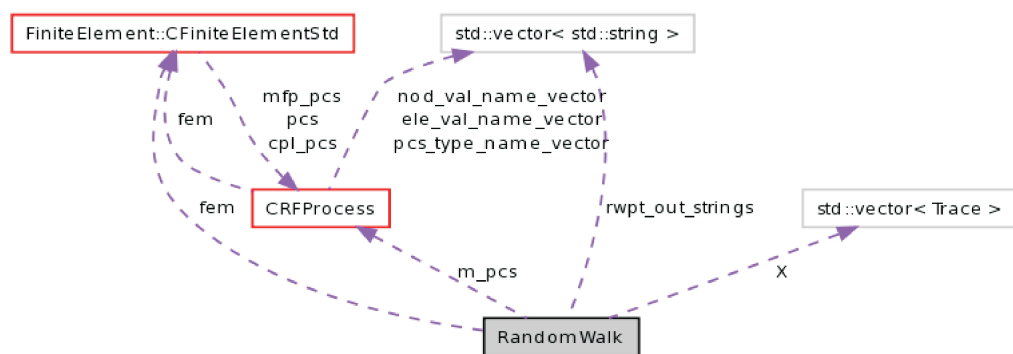 FiniteElement::CFiniteElementStd
std::vector< std::string >
mfp_pcs
pcs
cpl_pcs
nod_val_name_vector
ele_val_name_vector
pcs_type_name_vector
fem
fem
CRFProcess
rwpt_out_strings
std::vector< Trace >
m_pcs
X
RandomWalk